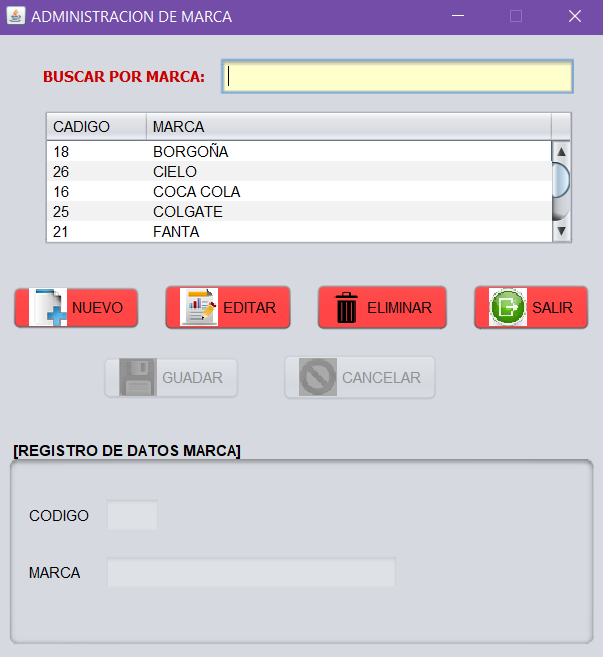 ADMINISTRACION DE MARCA
BUSCAR POR MARCA:
CADIGO MARCA
18 BORGOÑA
26 CIELO
16 COCA COLA
25 COLGATE
21 FANTA
NUEVO EDITAR ELIMINAR SALIR
GUADAR CANCELAR
[REGISTRO DE DATOS MARCA]
CODIGO
MARCA